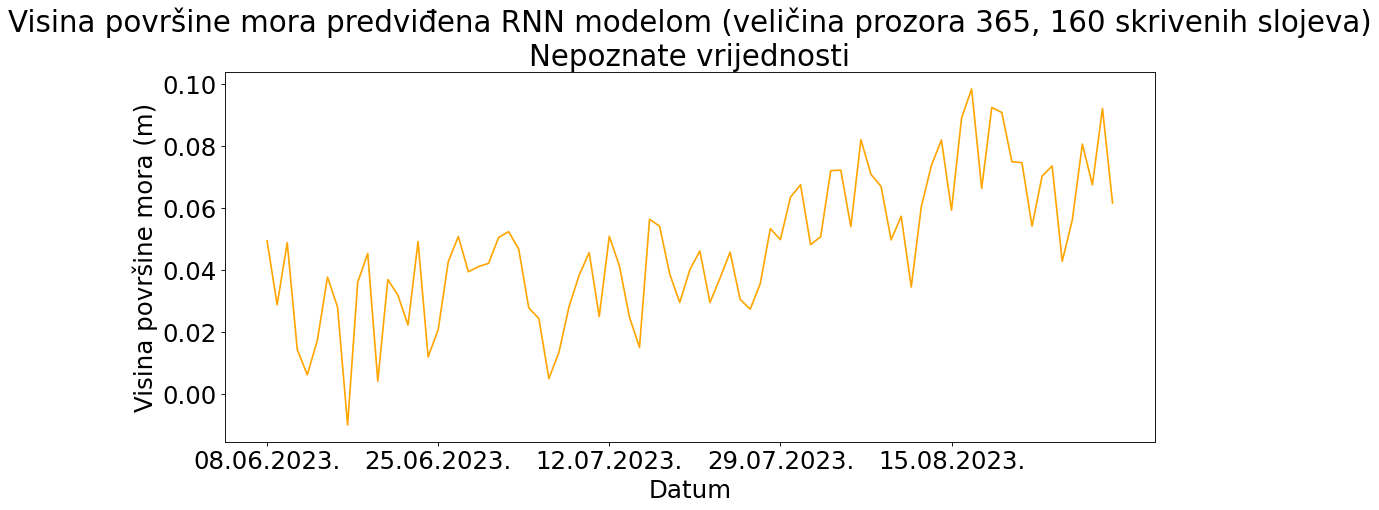 Visina površine mora predviđena RNN modelom (veličina prozora 365, 160 skrivenih slojeva)
Nepoznate vrijednosti
Visina površine mora (m)
0.10
0.08
0.06
0.04
0.02
0.00
08.06.2023. 25.06.2023. 12.07.2023. 29.07.2023. 15.08.2023.
Datum